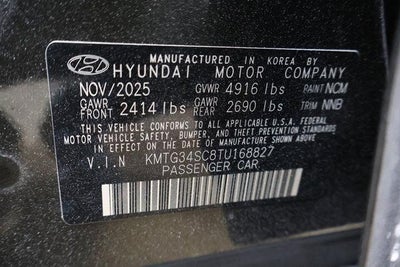 MANUFACTURED IN KOREA BY
HYUNDAI MOTOR COMPANY
NOV/2025 GVWR 4916 lbs PAINT NCM
GAWR FRONT 2414 lbs GAWR REAR 2690 lbs TRIM NNB
THIS VEHICLE CONFORMS TO ALL APPLICABLE U.S.A FEDERAL
MOTOR VEHICLE SAFETY, BUMPER, AND THEFT PREVENTION STANDARDS
IN EFFECT ON THE DATE OF MANUFACTURE SHOWN ABOVE.
V.I.N KMTG34SC8TU168827
PASSENGER CAR